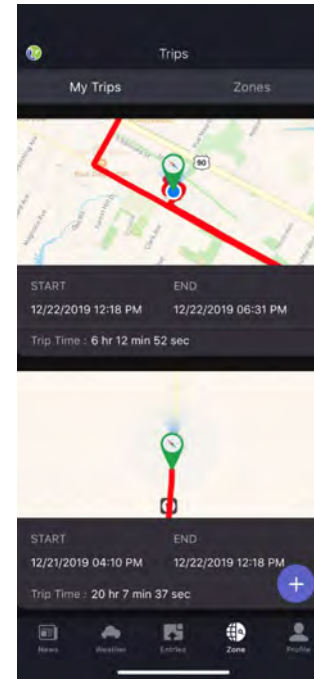 Trips
My Trips Zones
90
START END
12/22/2019 12:18 PM 12/22/2019 06:31 PM
Trip Time : 6 hr 12 min 52 sec
START END
12/21/2019 04:10 PM 12/22/2019 12:18 PM
Trip Time : 20 hr 7 min 37 sec
+
News Weather Entries Zone Profile